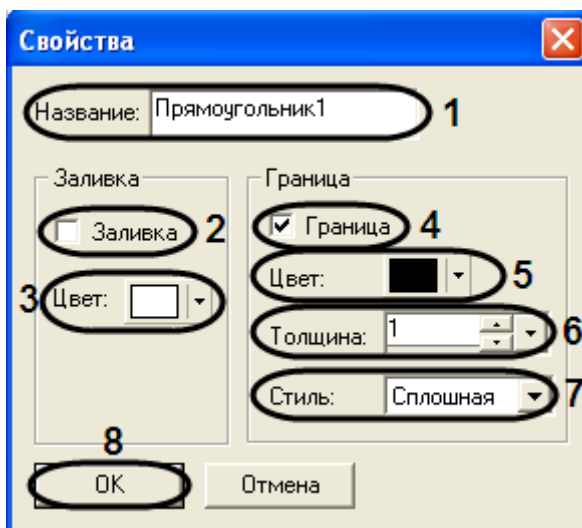 Свойства
Название: Прямоугольник1 1
Заливка
Заливка 2
3 Цвет:
Граница
Граница 4
Цвет: 5
Толщина: 1 6
Стиль: Сплошная 7
8
OK
Отмена